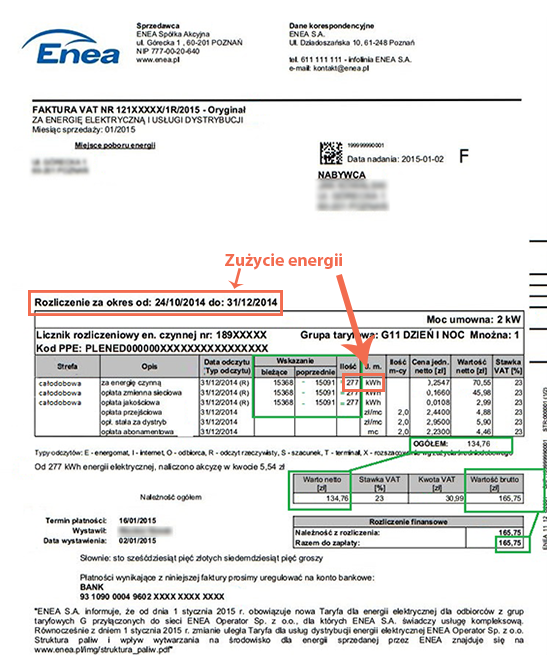 Enea
Sprzedawca
ENEA Spółka Akcyjna
ul. Górecka 1 , 60-201 POZNAŃ
NIP 777-00-20-640
www.enea.pl
Dane korespondencyjne
ENEA S.A.
Ul. Dziadoszańska 10, 61-248 Poznań
tel. 611 111 111 - infolinia ENEA S.A.
e-mail: kontakt@enea.pl
FAKTURA VAT NR 121XXXXX/1R/2015 - Oryginał
ZA ENERGIĘ ELEKTRYCZNĄ I USŁUGI DYSTRYBUCJI
Miesiąc sprzedaży: 01/2015
Miejsce poboru energii
199999990001
Data nadania: 2015-01-02
F
NABYWCA
Zużycie energii
Rozliczenie za okres od: 24/10/2014 do: 31/12/2014
Moc umowna: 2 kW
Licznik rozliczeniowy en. czynnej nr: 189XXXXX Grupa taryfowa: G11 DZIEŃ I NOC Mnożna: 1
Kod PPE: PLENED000000XXXXXXXXXXXXXXXXX
Strefa Opis Data odczytu (Typ odczytu) Wskazanie bieżące poprzednie Ilość J. m. Ilość m-cy Cena jedn. netto [zł] Wartość netto [zł] Stawka VAT [%]
całodobowa za energię czynną 31/12/2014 (R) 15368 - 15091 = 277 kWh 0,2547 70,55 23
całodobowa opłata zmienna sieciowa 31/12/2014 (R) 15368 - 15091 = 277 kWh 0,1660 45,98 23
całodobowa opłata jakościowa 31/12/2014 (R) 15368 - 15091 = 277 kWh 0,0108 2,99 23
opłata przejściowa 31/12/2014 zł/mc 2,0 2,4400 4,88 23
opł. stała za dystryb 31/12/2014 zł/mc 2,0 2,9500 5,90 23
opłata abonamentowa 31/12/2014 mc 2,0 2,2300 4,46 23
OGÓŁEM: 134,76
Typy odczytów: E - energomat, I - internet, O - odbiorca, R - odczyt rzeczywisty, S - szacunek, T - terminal, X - rozszacowanie
Od 277 kWh energii elektrycznej, naliczono akcyzę w kwocie 5,54 zł
Warto netto [zł] Stawka VAT [%] Kwota VAT [zł] Wartość brutto [zł]
Należność ogółem 134,76 23 30,99 165,75
Termin płatności: 16/01/2015
Wystawił:
Data wystawienia: 02/01/2015
Rozliczenie finansowe
Należność z rozliczenia: 165,75
Razem do zapłaty: 165,75
Słownie: sto sześćdziesiąt pięć złotych siedemdziesiąt pięć groszy
Płatności wynikające z niniejszej faktury prosimy uregulować na konto bankowe:
BANK
93 1090 0004 9602 XXXX XXXX XXXX
"ENEA S.A. informuje, że od dnia 1 stycznia 2015 r. obowiązuje nowa Taryfa dla energii elektrycznej dla odbiorców z grup
taryfowych G przyłączonych do sieci ENEA Operator Sp. z o.o., dla których ENEA S.A. świadczy usługę kompleksową.
Równocześnie z dniem 1 stycznia 2015 r. zmianie uległa Taryfa dla usług dystrybucji energii elektrycznej ENEA Operator Sp. z o.o.
Struktura paliw i wpływ wytwarzania na środowisko dla energii sprzedanej przez ENEA znajduje się na
www.enea.pl/img/struktura_paliw.pdf"